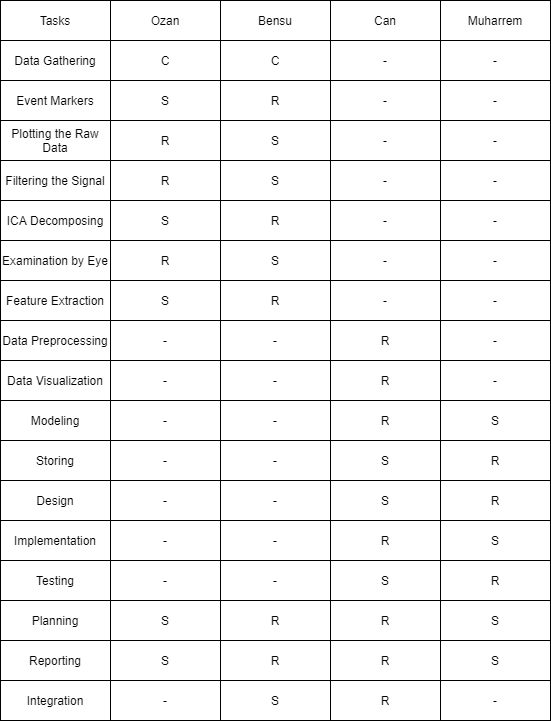 Tasks Ozan Bensu Can Muharrem
Data Gathering C C - -
Event Markers S R - -
Plotting the Raw
Data R S - -
Filtering the Signal R S - -
ICA Decomposing S R - -
Examination by Eye R S - -
Feature Extraction S R - -
Data Preprocessing - - R -
Data Visualization - - R -
Modeling - - R S
Storing - - S R
Design - - S R
Implementation - - R S
Testing - - S R
Planning S R R S
Reporting S R R S
Integration - S R -